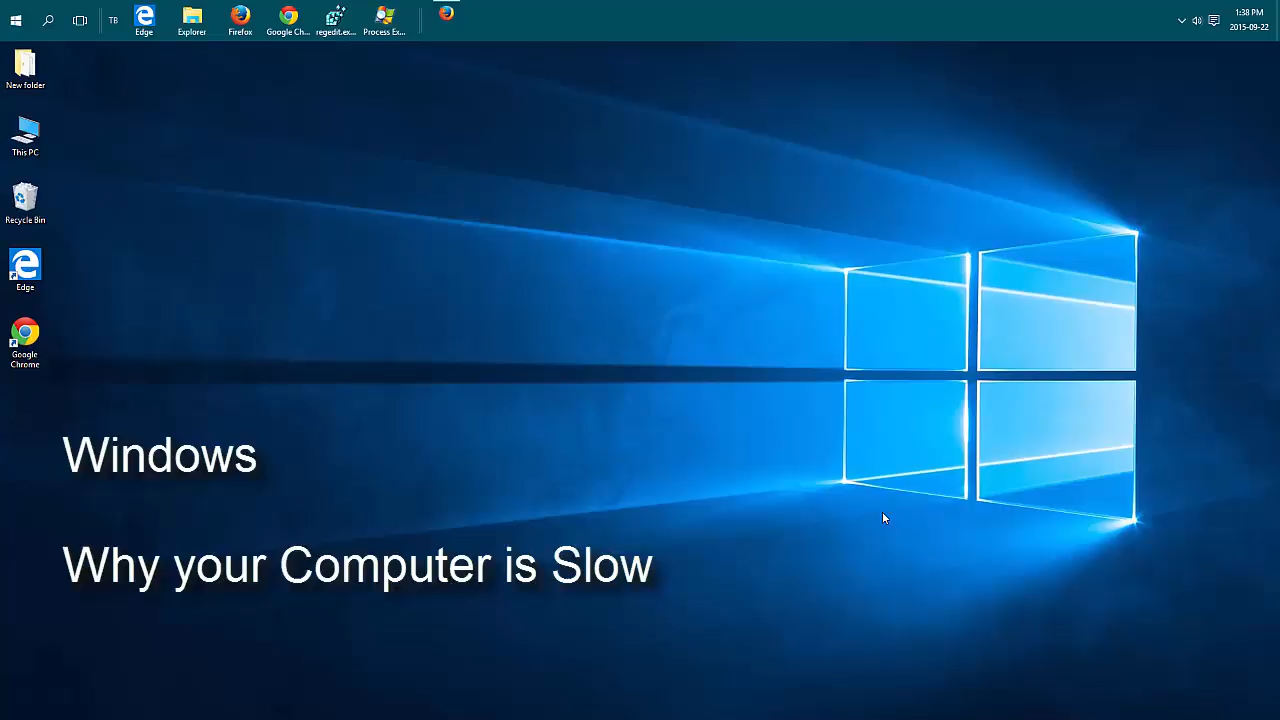 1:38 PM
TB
Edge
Explorer
Firefox
Google Ch...
regedit.ex...
Process Ex...
2015-09-22
New folder
This PC
Recycle Bin
Edge
Google
Chrome
Windows
Why your Computer is Slow